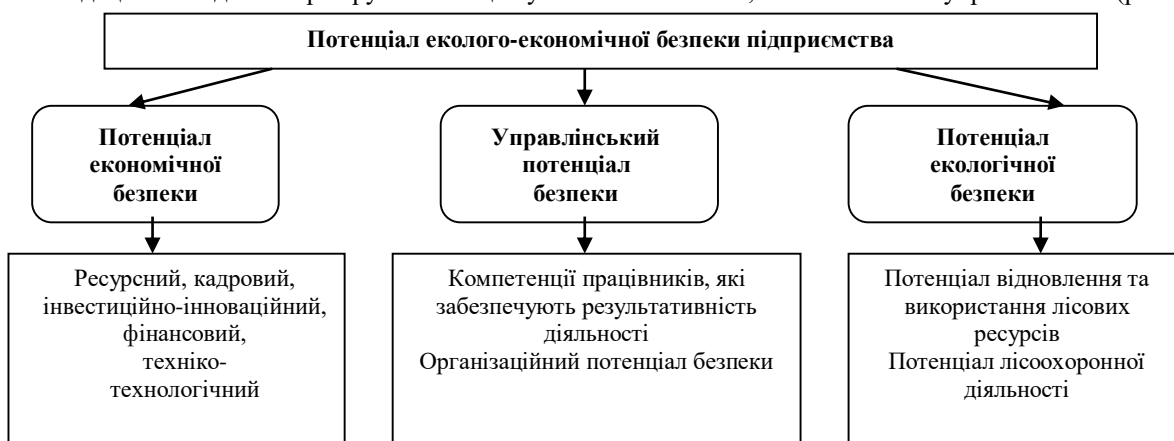 Потенціал еколого-економічної безпеки підприємства
Потенціал
економічної
безпеки
Управлінський
потенціал
безпеки
Потенціал
екологічної
безпеки
Ресурсний, кадровий,
інвестиційно-інноваційний,
фінансовий,
техніко-
технологічний
Компетенції працівників, які
забезпечують результативність
діяльності
Організаційний потенціал безпеки
Потенціал відновлення та
використання лісових
ресурсів
Потенціал лісоохоронної
діяльності